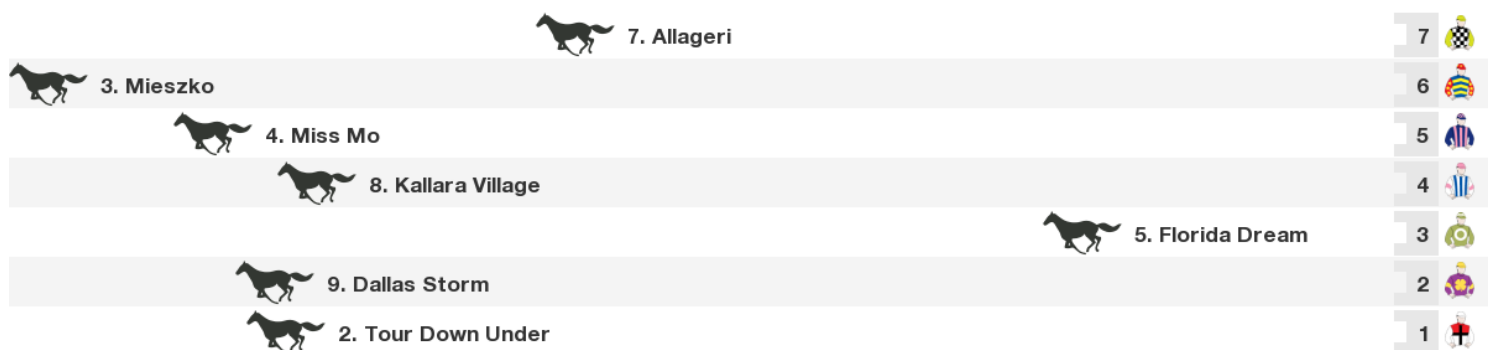 7. Allageri 7
3. Mieszko 6
4. Miss Mo 5
8. Kallara Village 4
5. Florida Dream 3
9. Dallas Storm 2
2. Tour Down Under 1